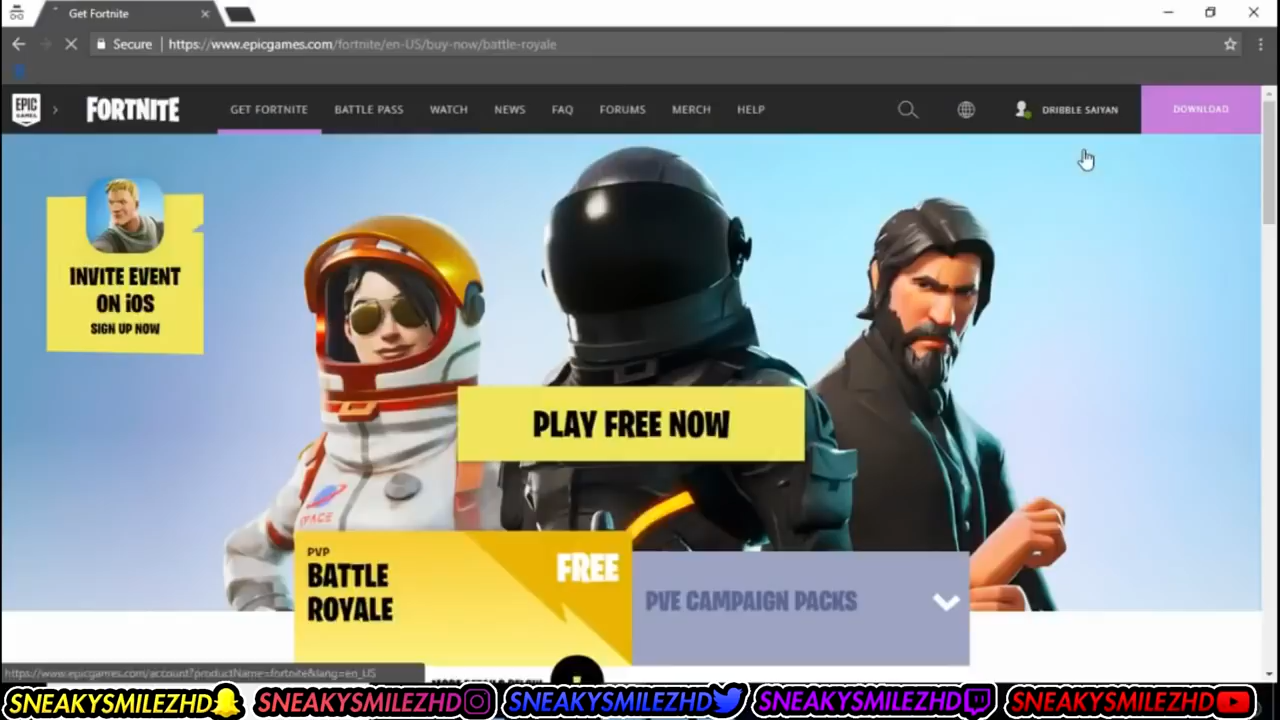 Get Fortnite
Secure | https://www.epicgames.com/fortnite/en-US/buy-now/battle-royale
EPIC GAMES FORTNITE GET FORTNITE BATTLE PASS WATCH NEWS FAQ FORUMS MERCH HELP DRIBBLE SAIYAN DOWNLOAD
INVITE EVENT
ON iOS
SIGN UP NOW
PLAY FREE NOW
SPACE
PVP
BATTLE
ROYALE
FREE
PVE CAMPAIGN PACKS
https://www.epicgames.com/account?productName=fortnite&lang=en_US
SNEAKYSMILEZHD SNEAKYSMILEZHD SNEAKYSMILEZHD SNEAKYSMILEZHD SNEAKYSMILEZHD